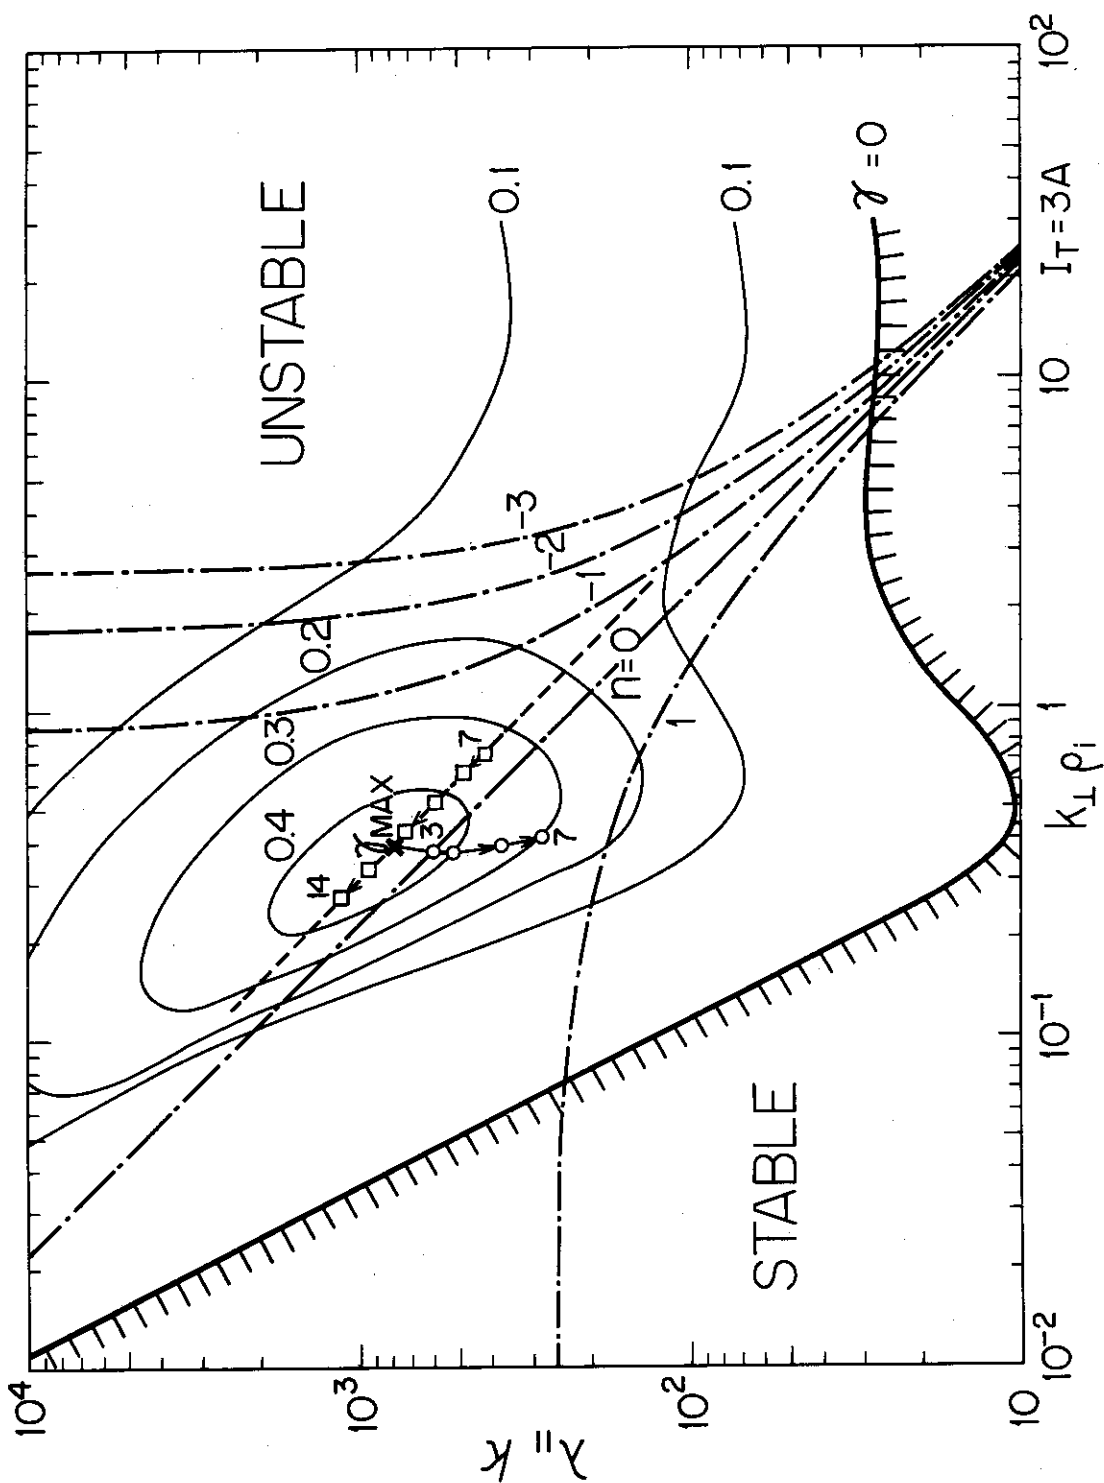 10⁴
10³
10²
10
λ∥ k
10⁻²
10⁻¹
1
10
10²
k⊥ ρi
I_T = 3A
UNSTABLE
STABLE
0.1
0.1
γ = 0
0.2
0.3
0.4
γMAX
-3
-2
-1
n=0
1
14
7
3
7